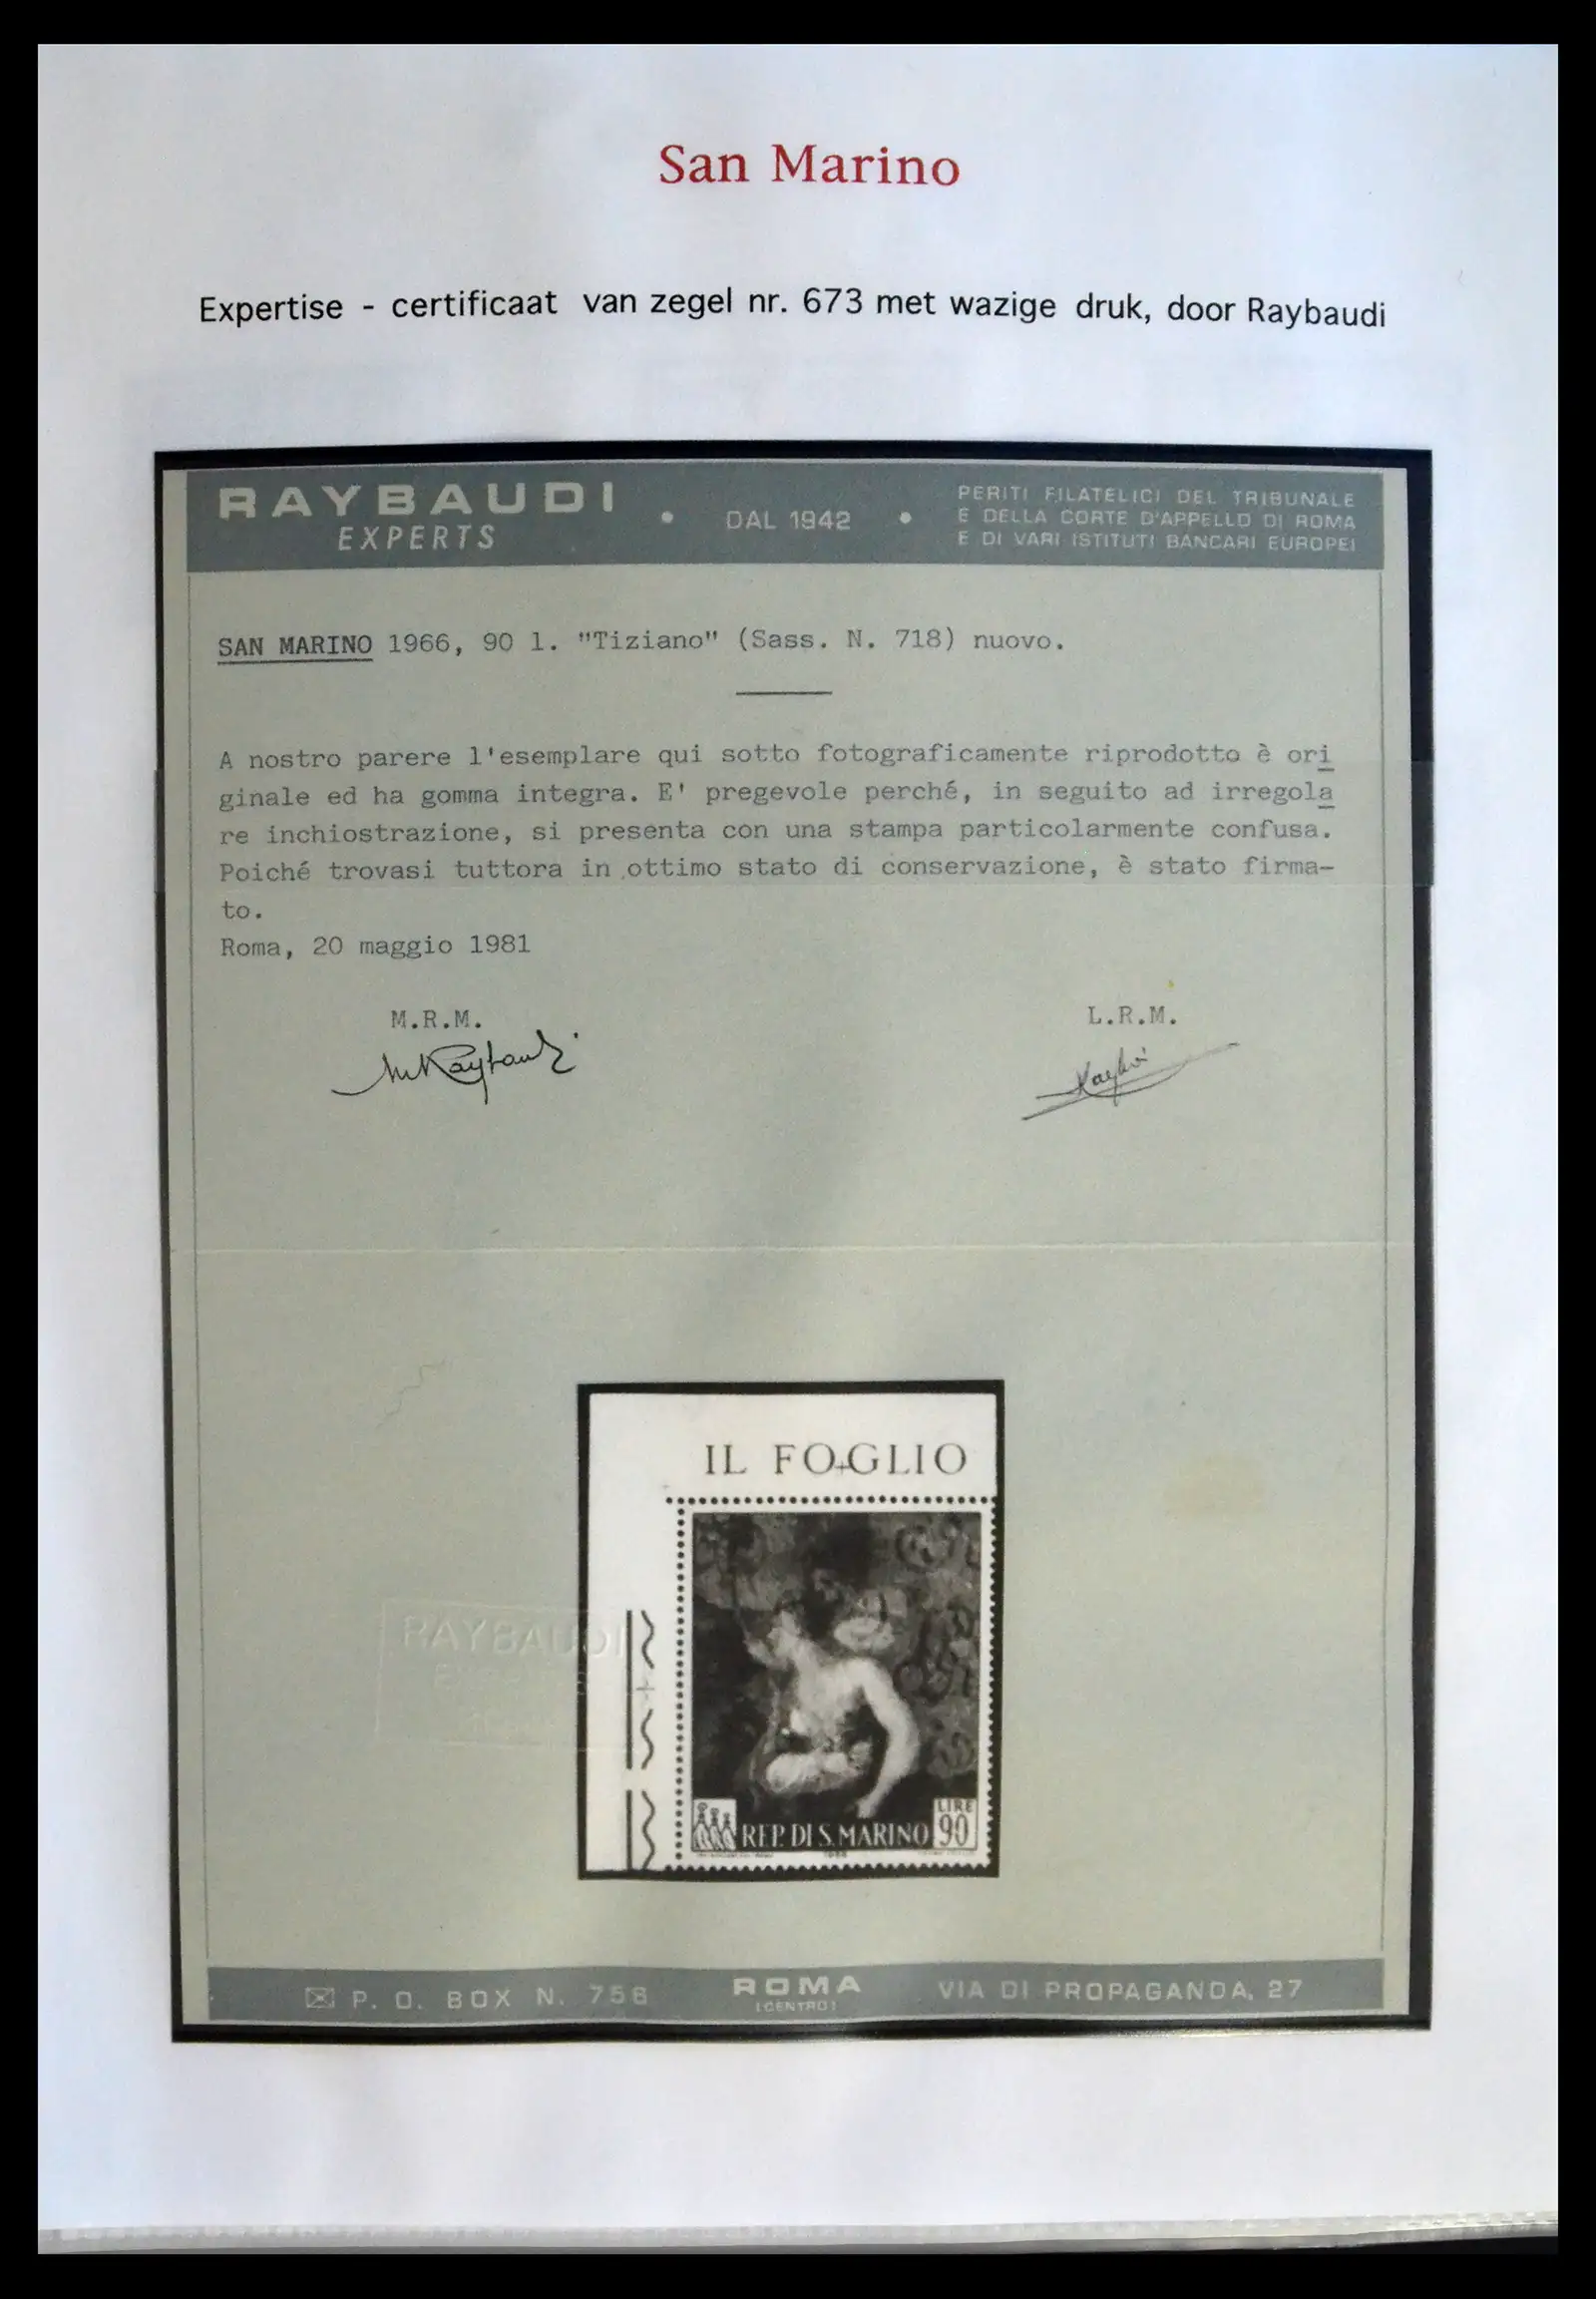 San Marino
Expertise - certificaat van zegel nr. 673 met wazige druk, door Raybaudi
RAYBAUDI
EXPERTS
• DAL 1942 •
PERITI FILATELICI DEL TRIBUNALE
E DELLA CORTE D'APPELLO DI ROMA
E DI VARI ISTITUTI BANCARI EUROPEI
SAN MARINO 1966, 90 l. "Tiziano" (Sass. N. 718) nuovo.
A nostro parere l'esemplare qui sotto fotograficamente riprodotto è ori
ginale ed ha gomma integra. E' pregevole perché, in seguito ad irregola
re inchiostrazione, si presenta con una stampa particolarmente confusa.
Poiché trovasi tuttora in ottimo stato di conservazione, è stato firma-
to.
Roma, 20 maggio 1981
M.R.M.
L.R.M.
IL FOGLIO
RAYBAUDI
LIRE
90
REP. DI S. MARINO
P. O. BOX N. 756
ROMA
(CENTRO)
VIA DI PROPAGANDA, 27